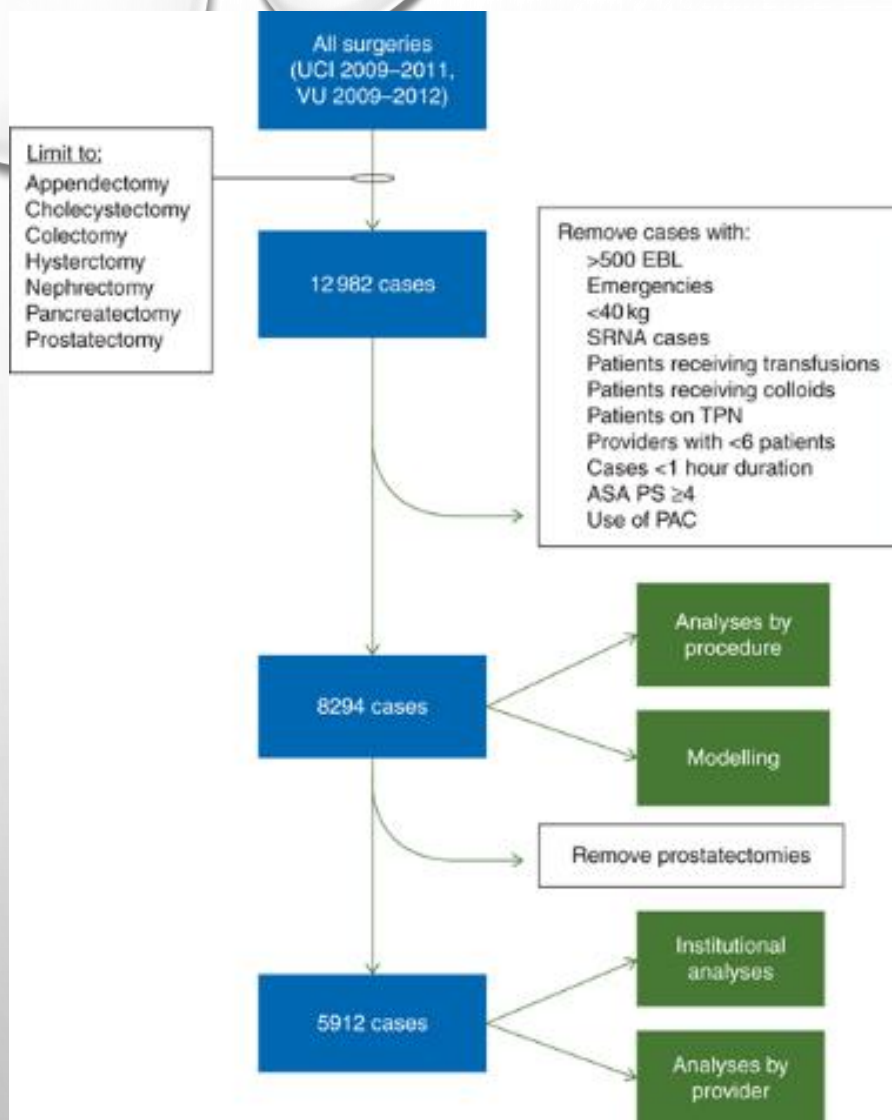 All surgeries
(UCI 2009–2011,
VU 2009–2012)
Limit to:
Appendectomy
Cholecystectomy
Colectomy
Hysterctomy
Nephrectomy
Pancreatectomy
Prostatectomy
12 982 cases
Remove cases with:
>500 EBL
Emergencies
<40 kg
SRNA cases
Patients receiving transfusions
Patients receiving colloids
Patients on TPN
Providers with <6 patients
Cases <1 hour duration
ASA PS ≥4
Use of PAC
Analyses by
procedure
8294 cases
Modelling
Remove prostatectomies
Institutional
analyses
5912 cases
Analyses by
provider